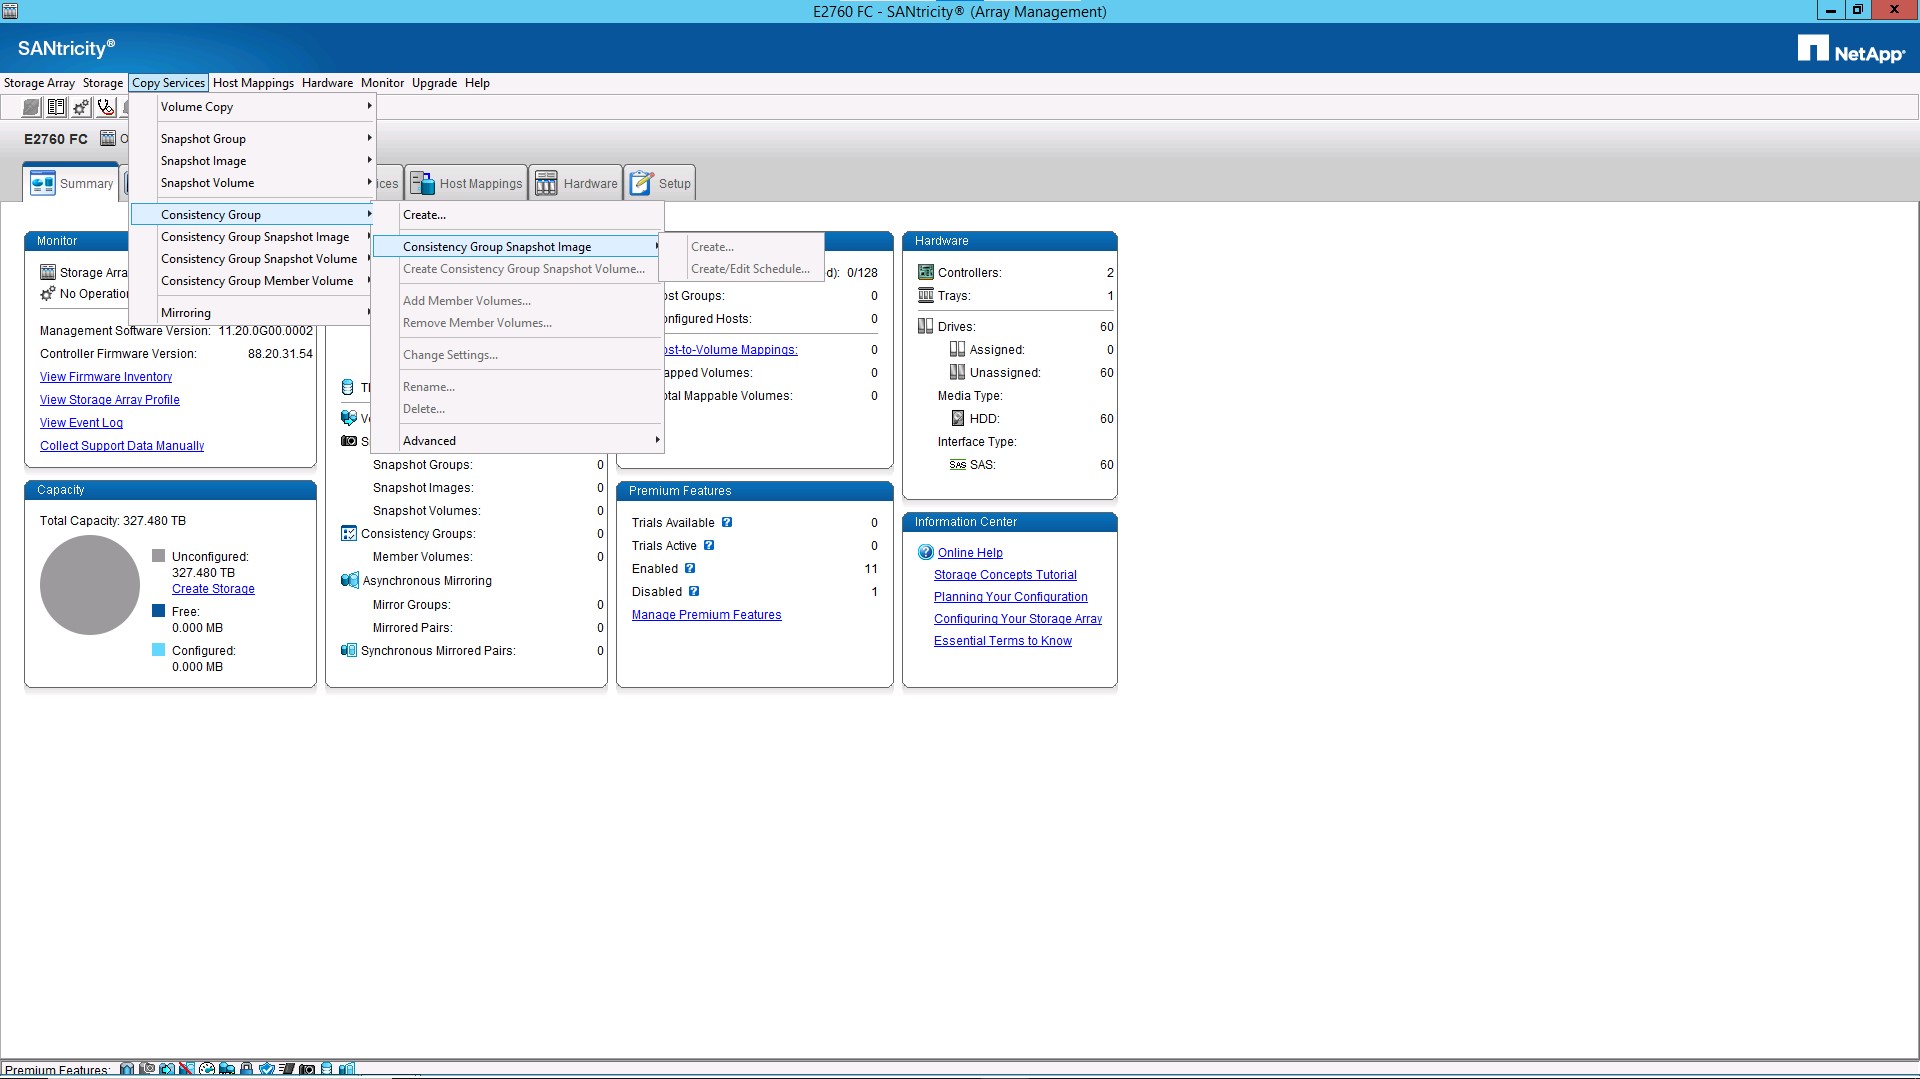 E2760 FC - SANtricity® (Array Management)
SANtricity®
NetApp®
Storage Array Storage Copy Services Host Mappings Hardware Monitor Upgrade Help
E2760 FC
Summary
Host Mappings
Hardware
Setup
Volume Copy
Snapshot Group
Snapshot Image
Snapshot Volume
Consistency Group
Consistency Group Snapshot Image
Consistency Group Snapshot Volume
Consistency Group Member Volume
Mirroring
Create...
Consistency Group Snapshot Image
Create Consistency Group Snapshot Volume...
Add Member Volumes...
Remove Member Volumes...
Change Settings...
Rename...
Delete...
Advanced
Create...
Create/Edit Schedule...
Monitor
Storage Arra
No Operation
Management Software Version: 11.20.0G00.0002
Controller Firmware Version: 88.20.31.54
View Firmware Inventory
View Storage Array Profile
View Event Log
Collect Support Data Manually
Capacity
Total Capacity: 327.480 TB
Unconfigured:
327.480 TB
Create Storage
Free:
0.000 MB
Configured:
0.000 MB
Snapshot Groups: 0
Snapshot Images: 0
Snapshot Volumes: 0
Consistency Groups: 0
Member Volumes: 0
Asynchronous Mirroring
Mirror Groups: 0
Mirrored Pairs: 0
Synchronous Mirrored Pairs: 0
ed): 0/128
ost Groups: 0
onfigured Hosts: 0
ost-to-Volume Mappings: 0
apped Volumes: 0
otal Mappable Volumes: 0
Premium Features
Trials Available 0
Trials Active 0
Enabled 11
Disabled 1
Manage Premium Features
Hardware
Controllers: 2
Trays: 1
Drives: 60
Assigned: 0
Unassigned: 60
Media Type:
HDD: 60
Interface Type:
SAS SAS: 60
Information Center
Online Help
Storage Concepts Tutorial
Planning Your Configuration
Configuring Your Storage Array
Essential Terms to Know
Premium Features: